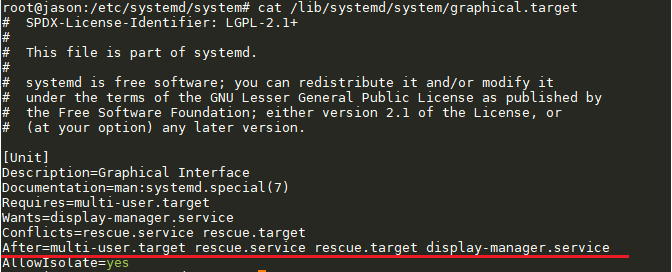 root@jason:/etc/systemd/system# cat /lib/systemd/system/graphical.target
#  SPDX-License-Identifier: LGPL-2.1+
#
#  This file is part of systemd.
#
#  systemd is free software; you can redistribute it and/or modify it
#  under the terms of the GNU Lesser General Public License as published by
#  the Free Software Foundation; either version 2.1 of the License, or
#  (at your option) any later version.

[Unit]
Description=Graphical Interface
Documentation=man:systemd.special(7)
Requires=multi-user.target
Wants=display-manager.service
Conflicts=rescue.service rescue.target
After=multi-user.target rescue.service rescue.target display-manager.service
AllowIsolate=yes